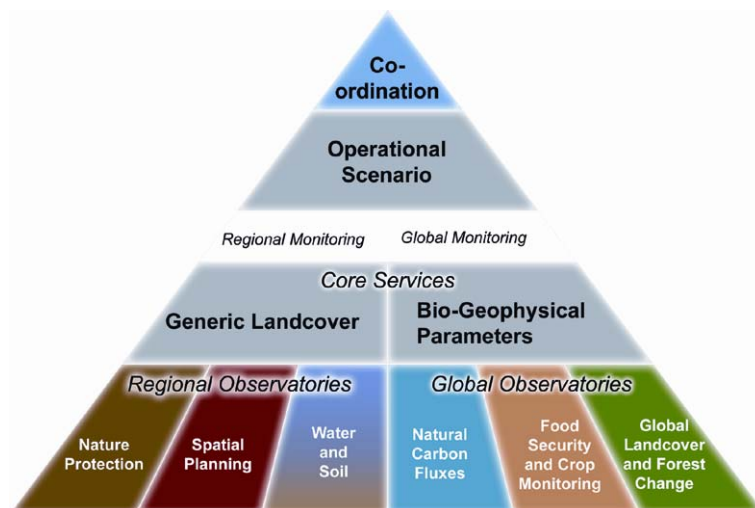 Co-
ordination
Operational
Scenario
Regional Monitoring
Global Monitoring
Core Services
Generic Landcover
Bio-Geophysical
Parameters
Regional Observatories
Global Observatories
Nature
Protection
Spatial
Planning
Water
and
Soil
Natural
Carbon
Fluxes
Food
Security
and Crop
Monitoring
Global
Landcover
and Forest
Change